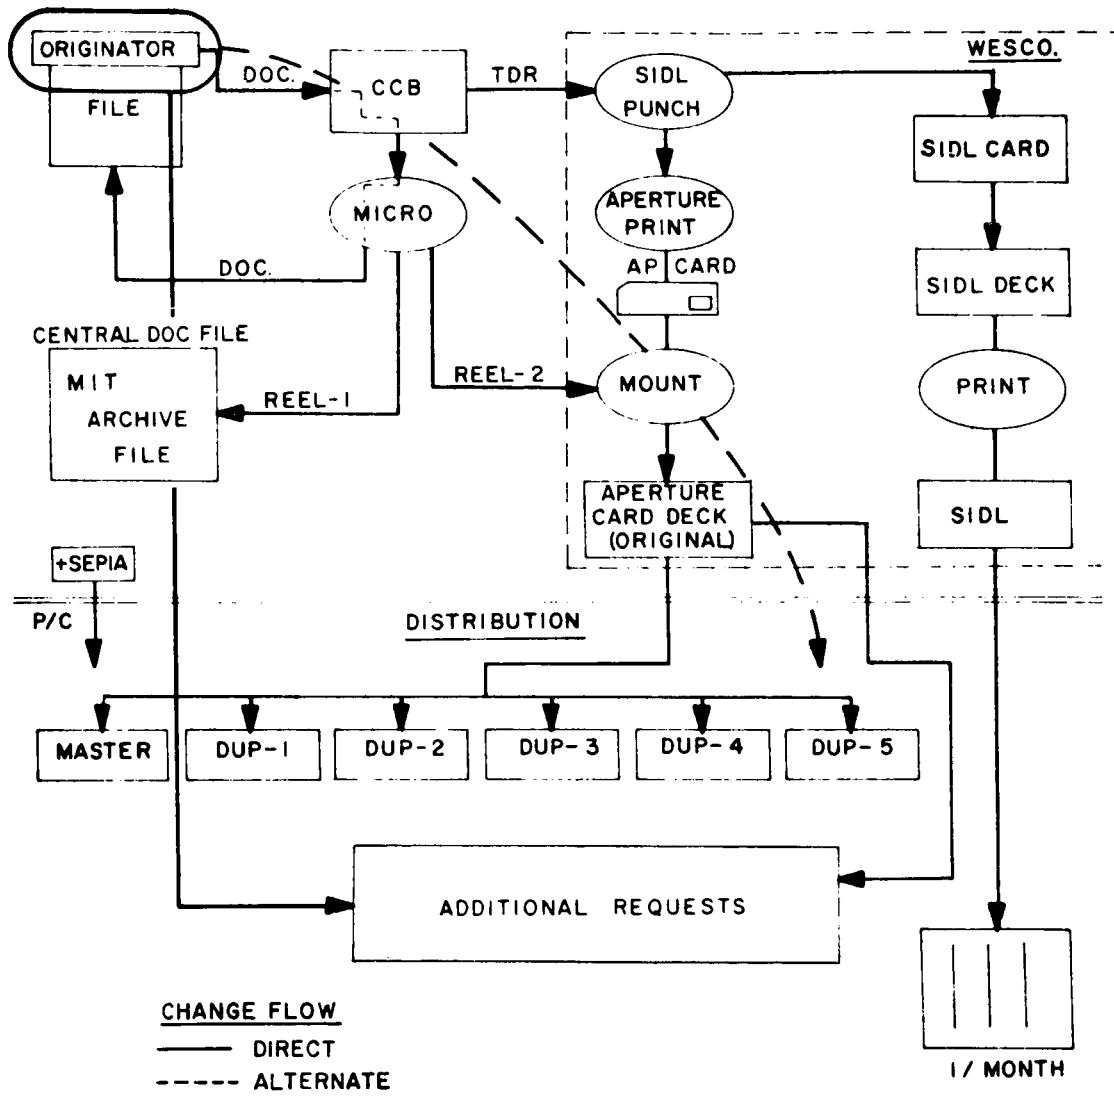 ORIGINATOR
FILE
DOC.
CCB
TDR
SIDL
PUNCH
WESCO.
SIDL CARD
MICRO
APERTURE
PRINT
DOC.
AP CARD
SIDL DECK
CENTRAL DOC FILE
MIT
ARCHIVE
FILE
REEL-1
REEL-2
MOUNT
PRINT
APERTURE
CARD DECK
(ORIGINAL)
SIDL
+SEPIA
P/C
DISTRIBUTION
MASTER
DUP-1
DUP-2
DUP-3
DUP-4
DUP-5
ADDITIONAL REQUESTS
CHANGE FLOW
DIRECT
ALTERNATE
1/ MONTH